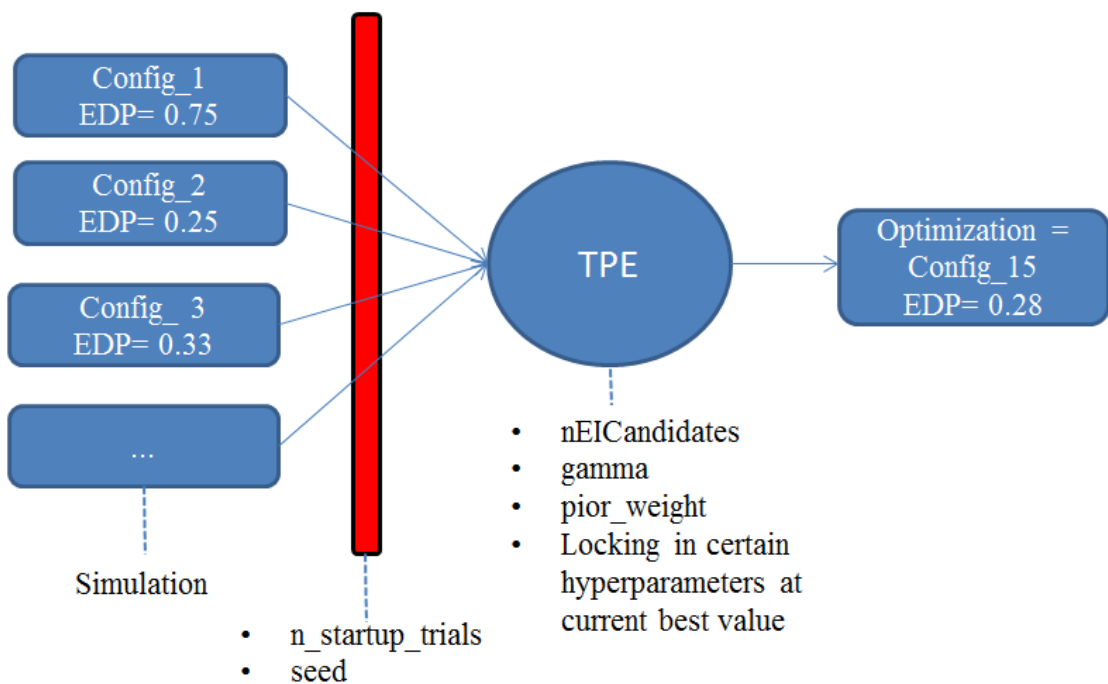 Config_1
EDP= 0.75
Config_2
EDP= 0.25
Config_ 3
EDP= 0.33
...
Simulation
• n_startup_trials
• seed
TPE
• nEICandidates
• gamma
• pior_weight
• Locking in certain
hyperparameters at
current best value
Optimization =
Config_15
EDP= 0.28